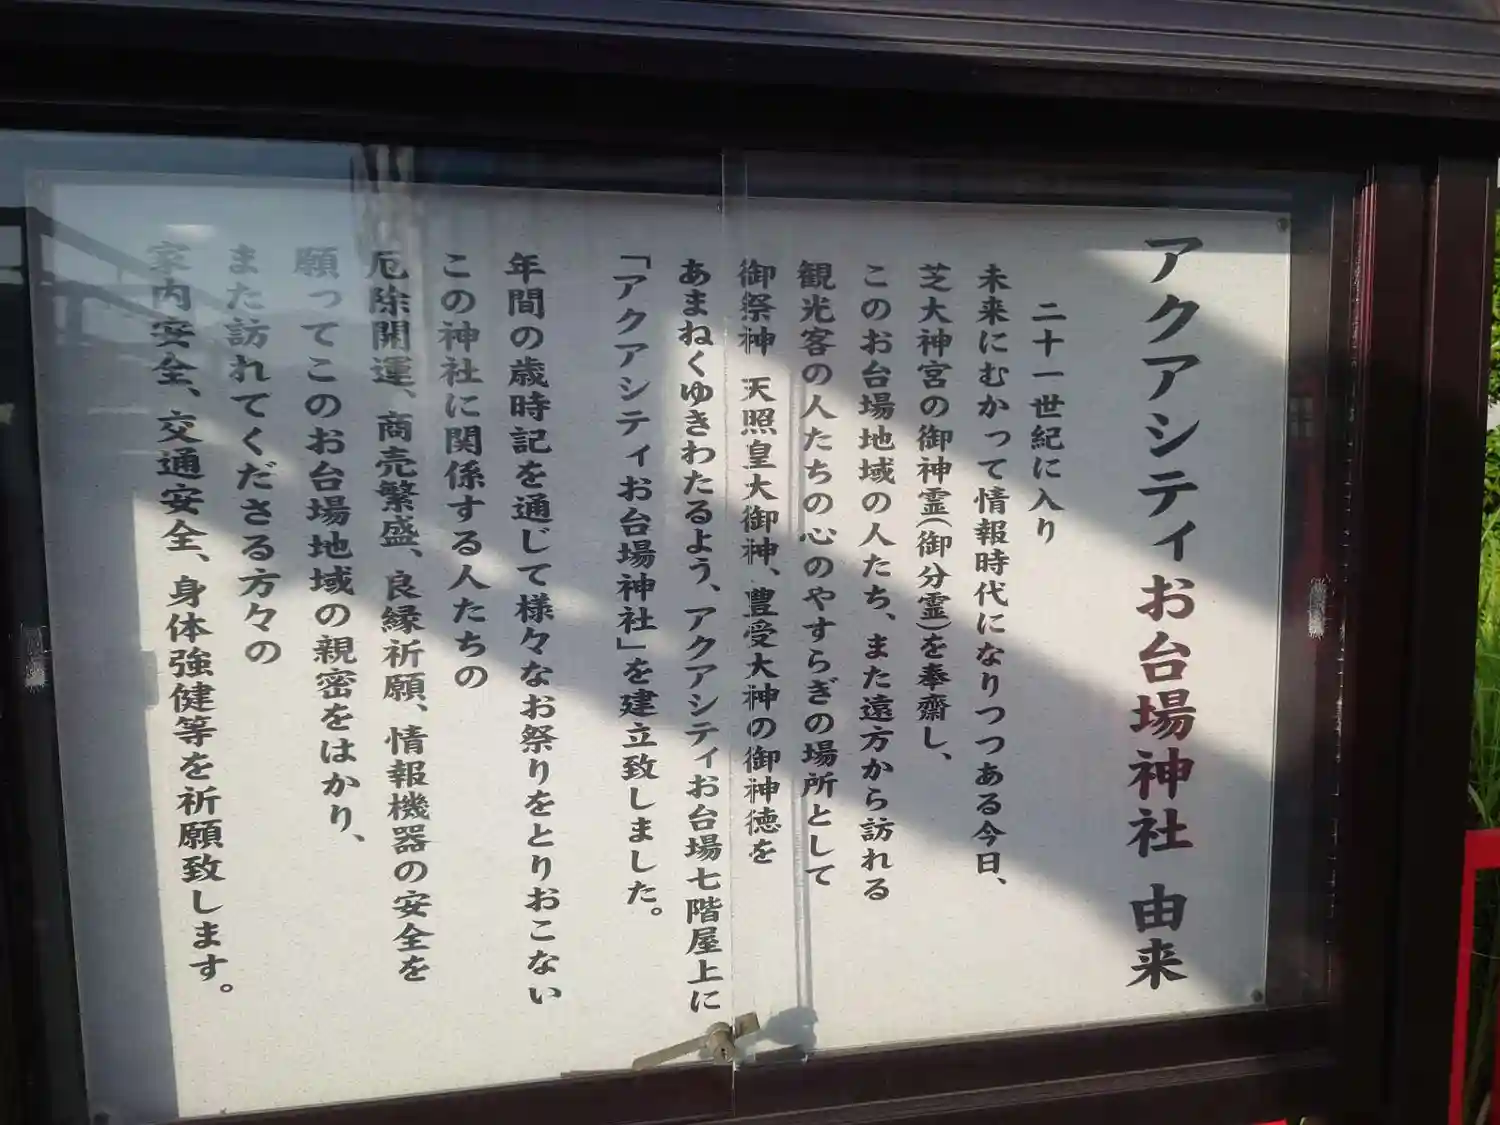 アクアシティお台場神社 由来
二十一世紀に入り
未来にむかって情報時代になりつつある今日、
芝大神宮の御神霊(御分霊)を奉齋し、
このお台場地域の人たち、また遠方から訪れる
観光客の人たちの心のやすらぎの場所として
御祭神 天照皇大御神、豊受大神の御神徳を
あまねくゆきわたるよう、アクアシティお台場七階屋上に
「アクアシティお台場神社」を建立致しました。
年間の歳時記を通じて様々なお祭りをとりおこない
この神社に関係する人たちの
厄除開運、商売繁盛、良縁祈願、情報機器の安全を
願ってこのお台場地域の親密をはかり、
また訪れてくださる方々の
家内安全、交通安全、身体強健等を祈願致します。